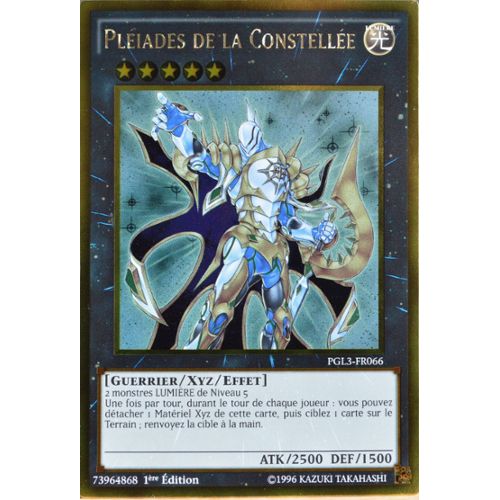 Pléiades de la Constellée
LUMIÈRE
光
PGL3-FR066
[Guerrier/Xyz/Effet]
2 monstres LUMIÈRE de Niveau 5
Une fois par tour, durant le tour de chaque joueur : vous pouvez
détacher 1 Matériel Xyz de cette carte, puis ciblez 1 carte sur le
Terrain ; renvoyez la cible à la main.
ATK/2500 DEF/1500
73964868 1ère Édition ©1996 KAZUKI TAKAHASHI